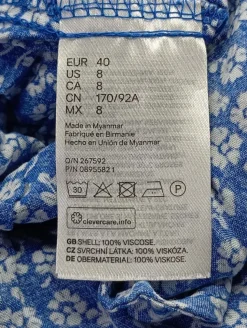 EUR 40
US 8
CA 8
CN 170/92A
MX 8
Made in Myanmar
Fabriqué en Birmanie
Hecho en Unión de Myanmar
O/N 267592
P/N 08955821
30
P
clevercare.info
GB SHELL: 100% VISCOSE.
CZ SVRCHNÍ LÁTKA: 100% VISKÓZA.
DE OBERMATERIAL: 100% VISKOSE.